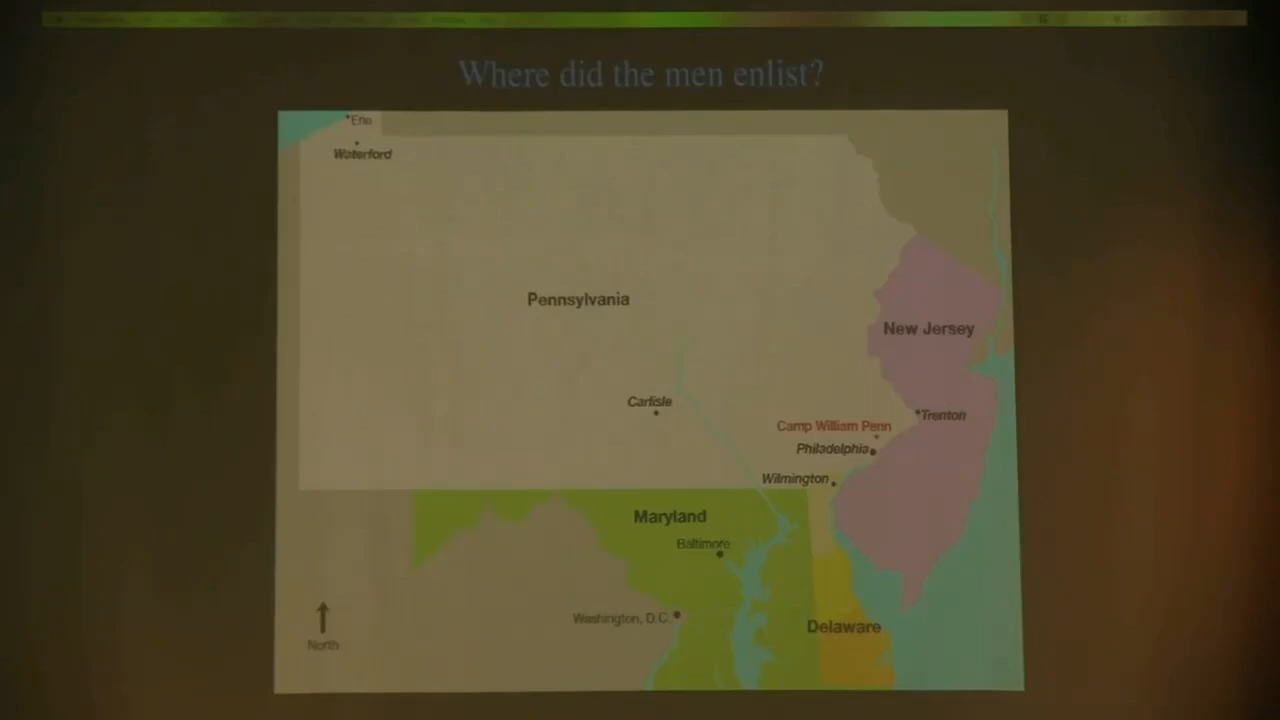 Where did the men enlist?
Erie
Waterford
Pennsylvania
New Jersey
Carlisle
Trenton
Camp William Penn
Philadelphia
Wilmington
Maryland
Baltimore
Washington, D.C.
Delaware
North